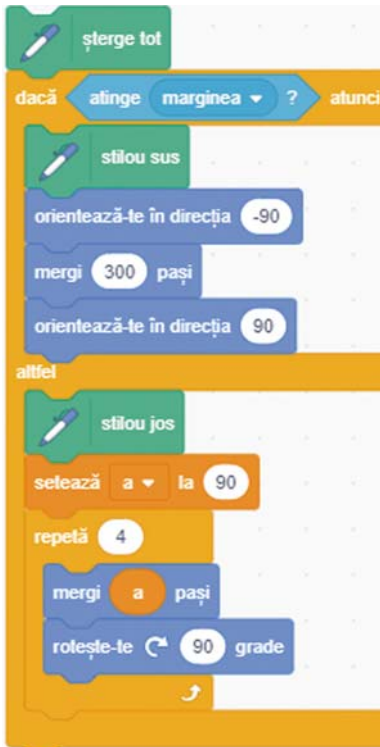 șterge tot
dacă atinge marginea ? atunci
stilou sus
orientează-te în direcția -90
mergi 300 pași
orientează-te în direcția 90
altfel
stilou jos
setează a la 90
repetă 4
mergi a pași
rotește-te 90 grade